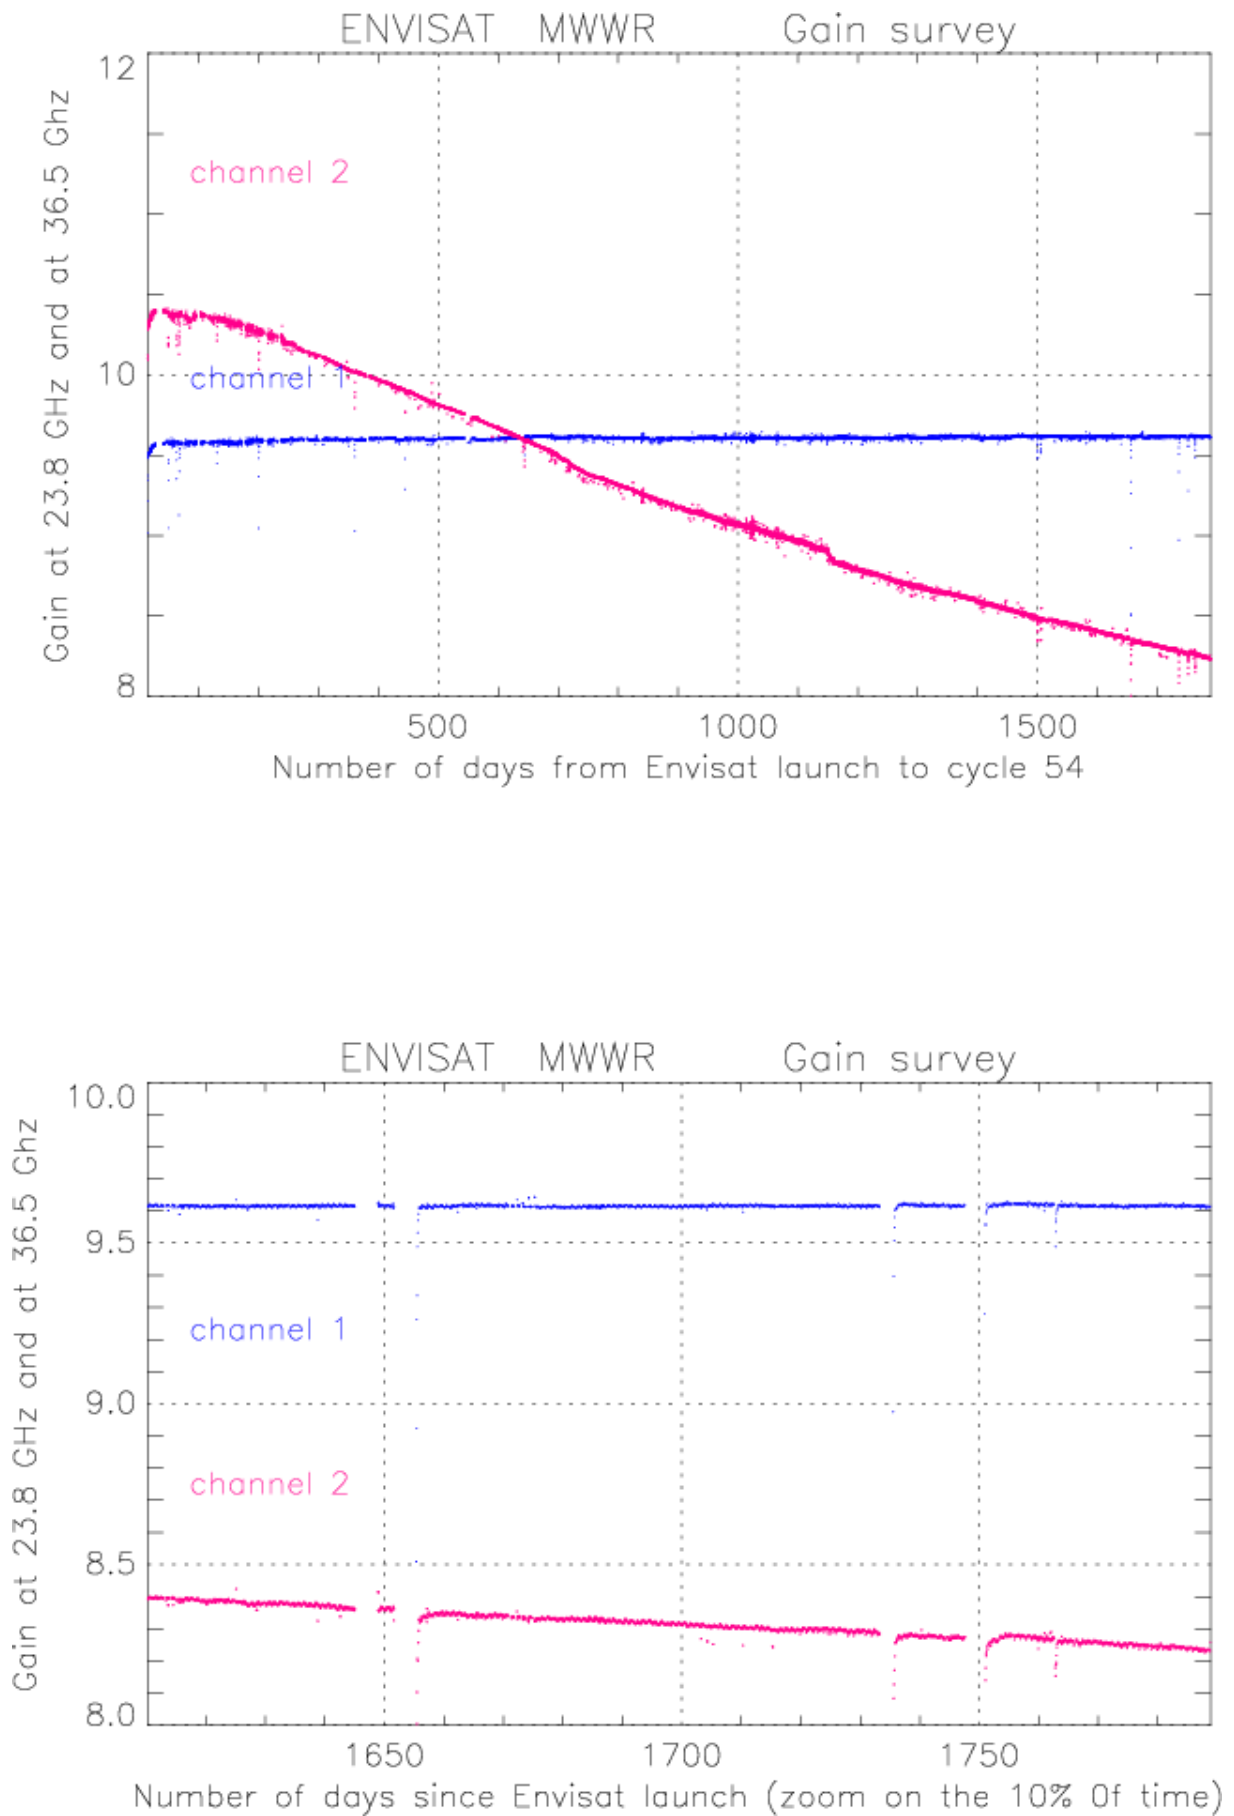 ENVISAT MWWR Gain survey
Gain at 23.8 GHz and at 36.5 Ghz
12
channel 2
10
channel 1
8
500 1000 1500
Number of days from Envisat launch to cycle 54
ENVISAT MWWR Gain survey
Gain at 23.8 GHz and at 36.5 Ghz
10.0
9.5
channel 1
9.0
channel 2
8.5
8.0
1650 1700 1750
Number of days since Envisat launch (zoom on the 10% Of time)